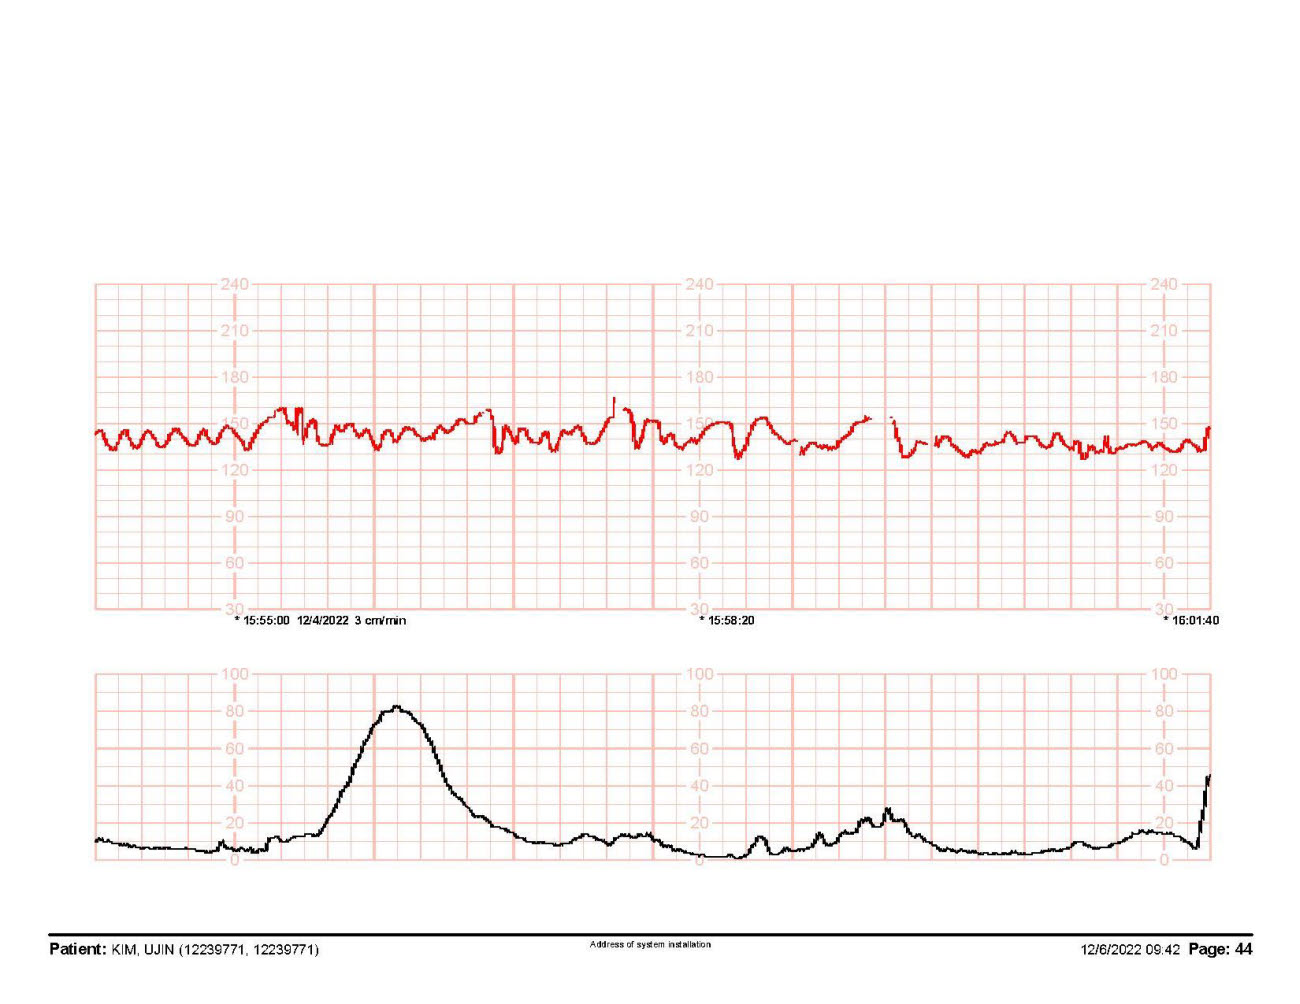 240 240 240
210 210 210
180 180 180
150 150 150
120 120 120
90 90 90
60 60 60
30 30 30
* 15:55:00 12/4/2022 3 cm/min * 15:58:20 * 16:01:40
100 100 100
80 80 80
60 60 60
40 40 40
20 20 20
0 0 0
Patient: KIM, UJIN (12239771, 12239771) Address of system installation 12/6/2022 09:42 Page: 44